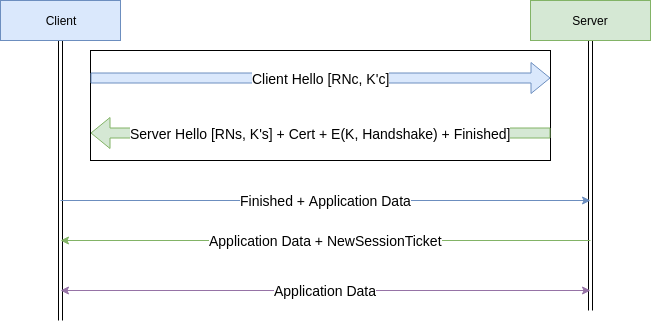 Client
Server
Client Hello [RNc, K'c]
Server Hello [RNs, K's] + Cert + E(K, Handshake) + Finished]
Finished + Application Data
Application Data + NewSessionTicket
Application Data